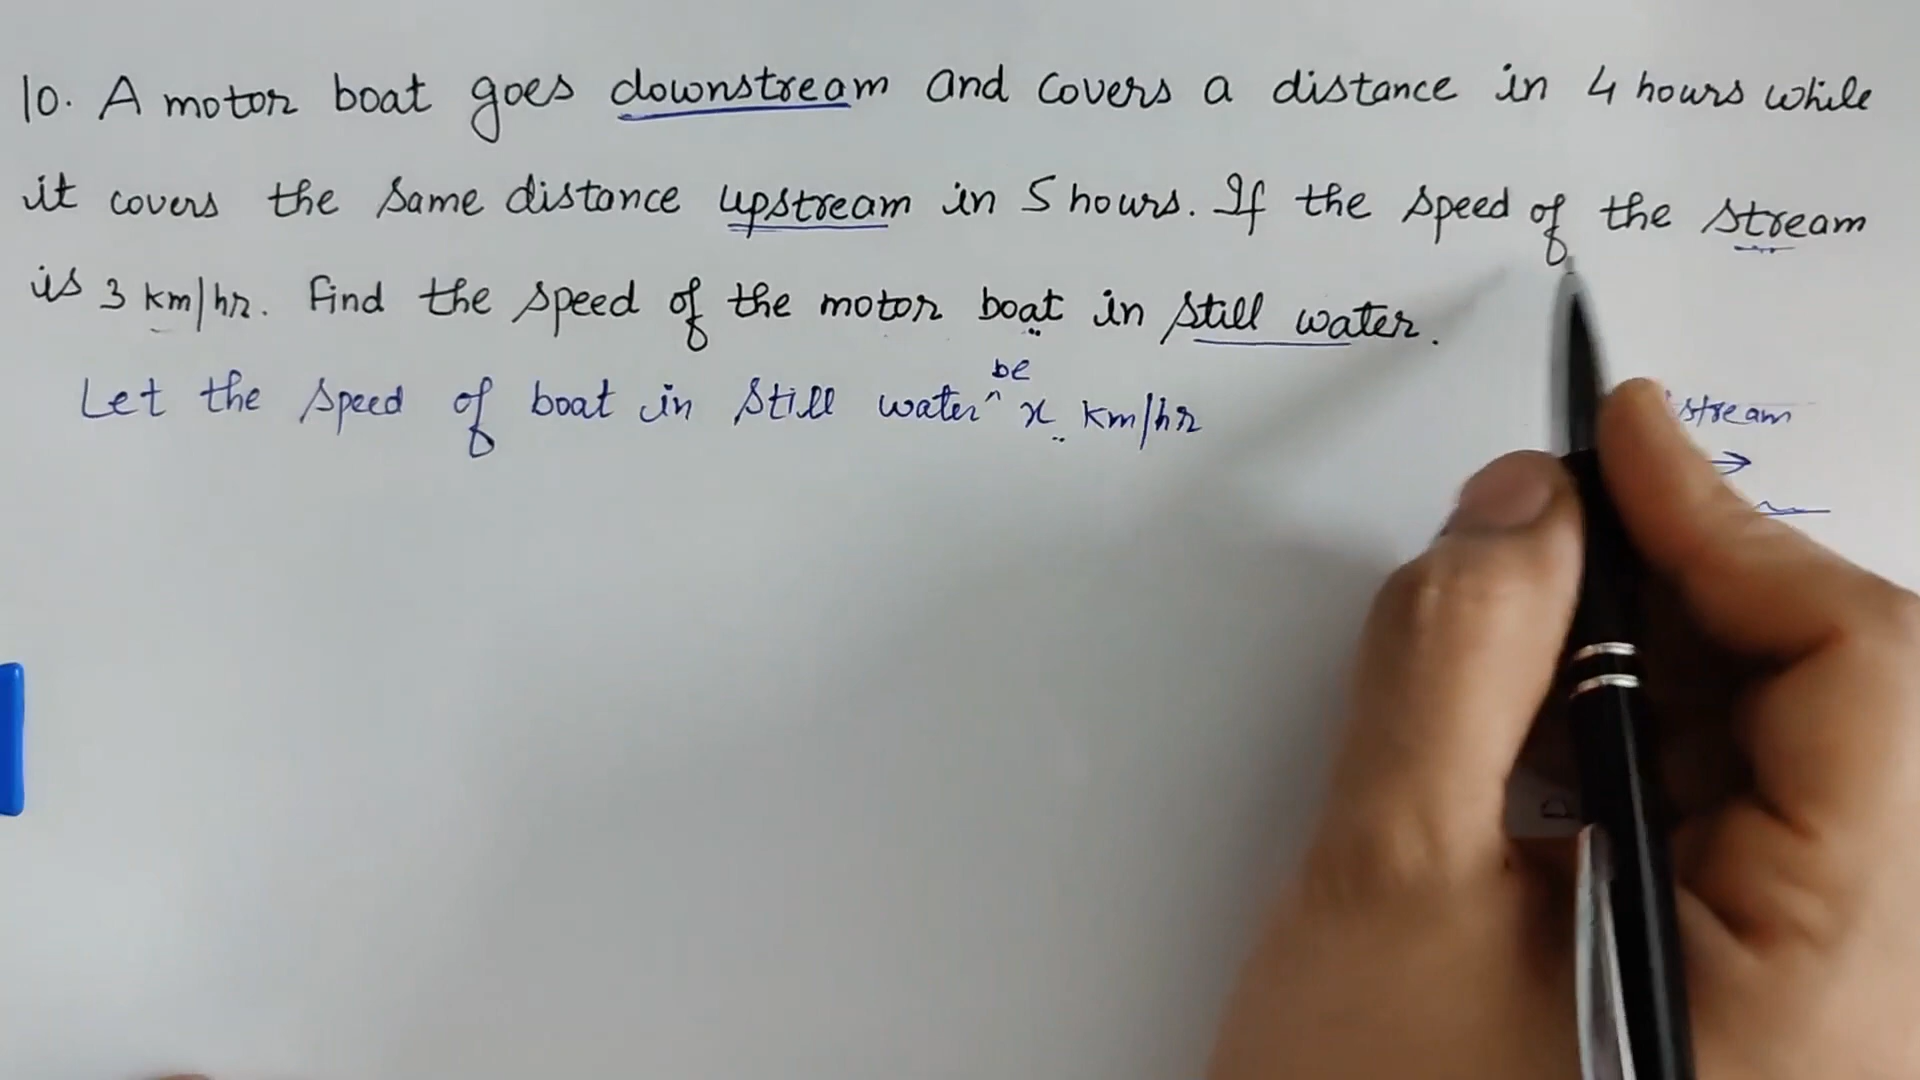 10. A motor boat goes downstream and covers a distance in 4 hours while
it covers the same distance upstream in 5 hours. If the speed of the stream
is 3 km/hr. Find the speed of the motor boat in still water.
Let the speed of boat in still water ^ be x km/hr
stream